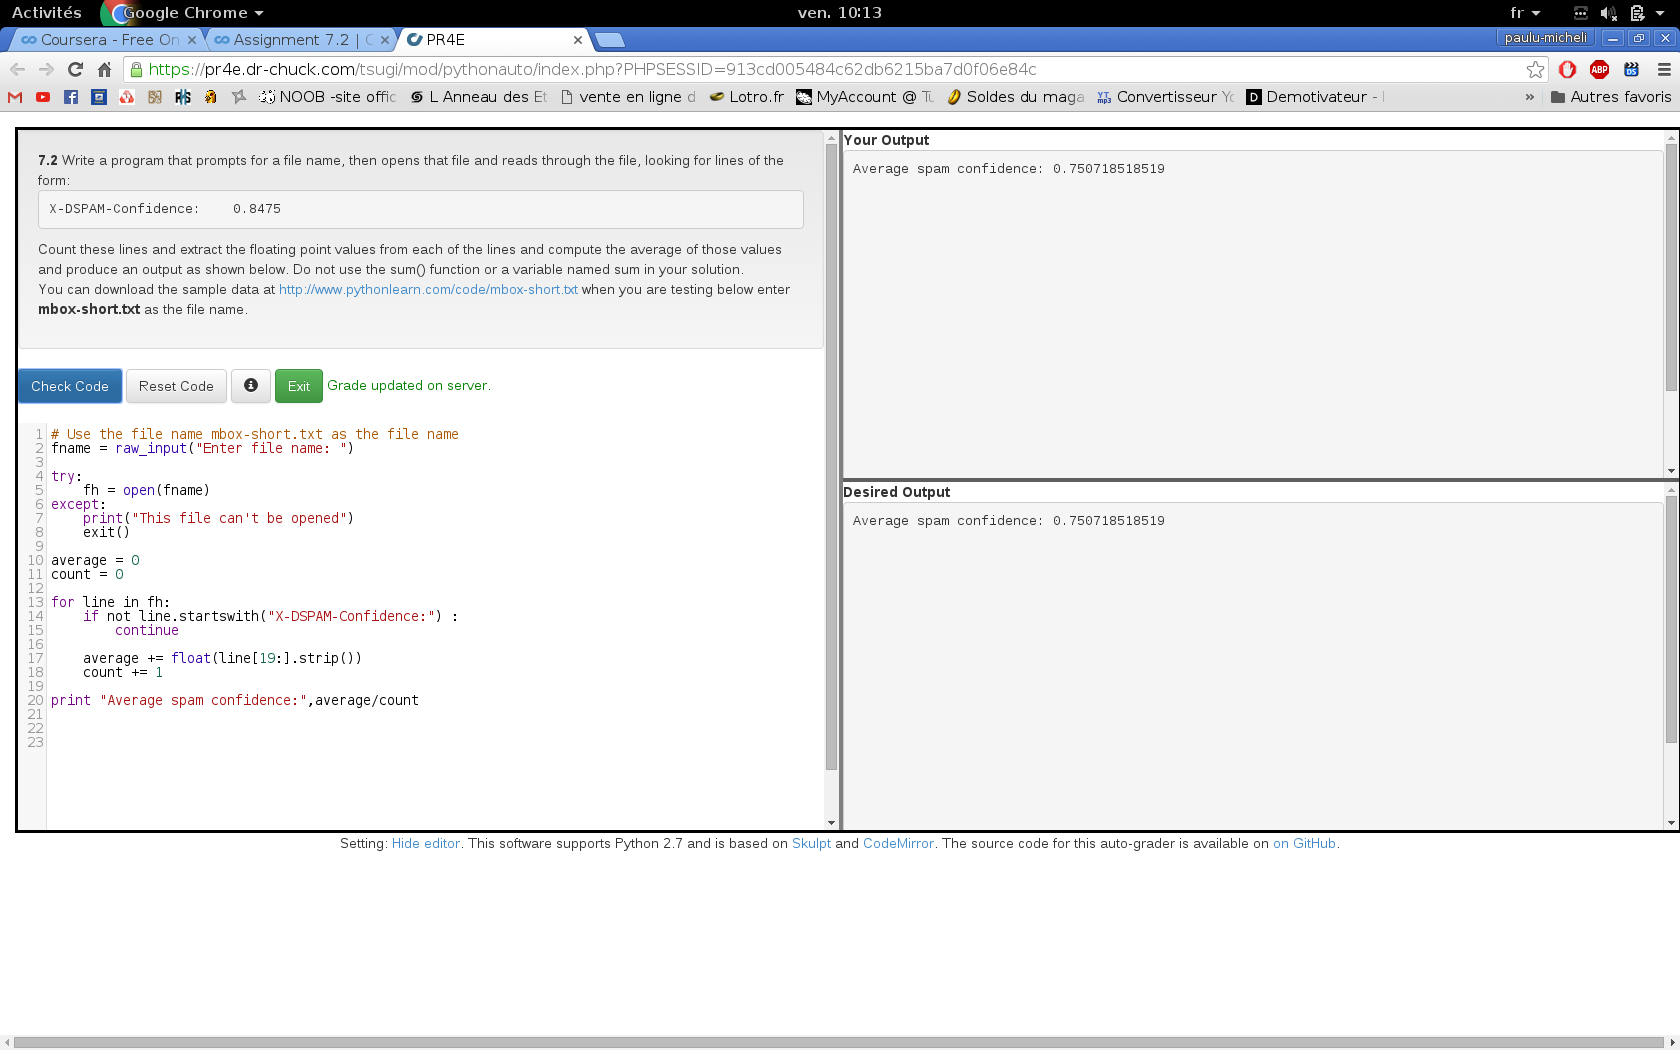 Activités Google Chrome ven. 10:13 fr
Coursera - Free On Assignment 7.2 | C PR4E paulu-micheli
https://pr4e.dr-chuck.com/tsugi/mod/pythonauto/index.php?PHPSESSID=913cd005484c62db6215ba7d0f06e84c ABP
NOOB -site offic L Anneau des Et vente en ligne d Lotro.fr MyAccount @ Tu Soldes du maga Convertisseur Yo Demotivateur - » Autres favoris
7.2 Write a program that prompts for a file name, then opens that file and reads through the file, looking for lines of the
form:
X-DSPAM-Confidence:    0.8475
Count these lines and extract the floating point values from each of the lines and compute the average of those values
and produce an output as shown below. Do not use the sum() function or a variable named sum in your solution.
You can download the sample data at http://www.pythonlearn.com/code/mbox-short.txt when you are testing below enter
mbox-short.txt as the file name.
Check Code Reset Code Exit Grade updated on server.
1 # Use the file name mbox-short.txt as the file name
2 fname = raw_input("Enter file name: ")
3
4 try:
5     fh = open(fname)
6 except:
7     print("This file can't be opened")
8     exit()
9
10 average = 0
11 count = 0
12
13 for line in fh:
14     if not line.startswith("X-DSPAM-Confidence:") :
15         continue
16
17     average += float(line[19:].strip())
18     count += 1
19
20 print "Average spam confidence:",average/count
21
22
23
Your Output
Average spam confidence: 0.750718518519
Desired Output
Average spam confidence: 0.750718518519
Setting: Hide editor. This software supports Python 2.7 and is based on Skulpt and CodeMirror. The source code for this auto-grader is available on on GitHub.